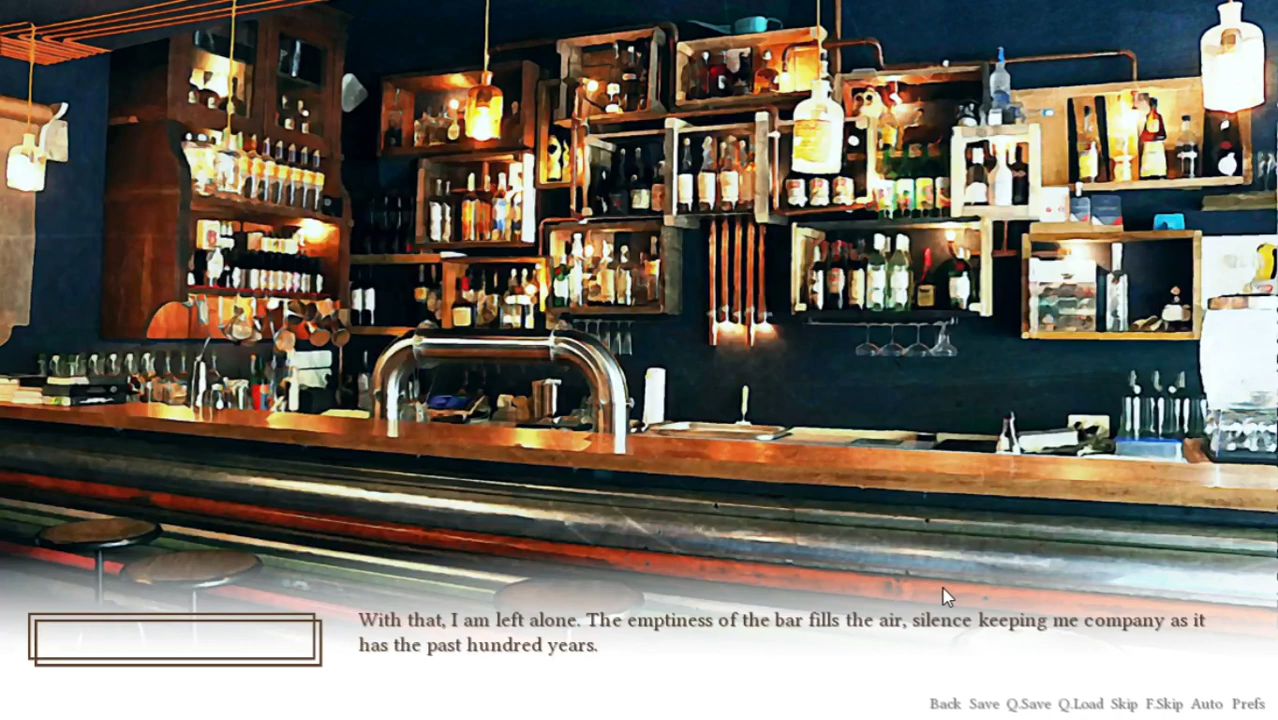 With that, I am left alone. The emptiness of the bar fills the air, silence keeping me company as it
has the past hundred years.
Back Save Q.Save Q.Load Skip F.Skip Auto Prefs